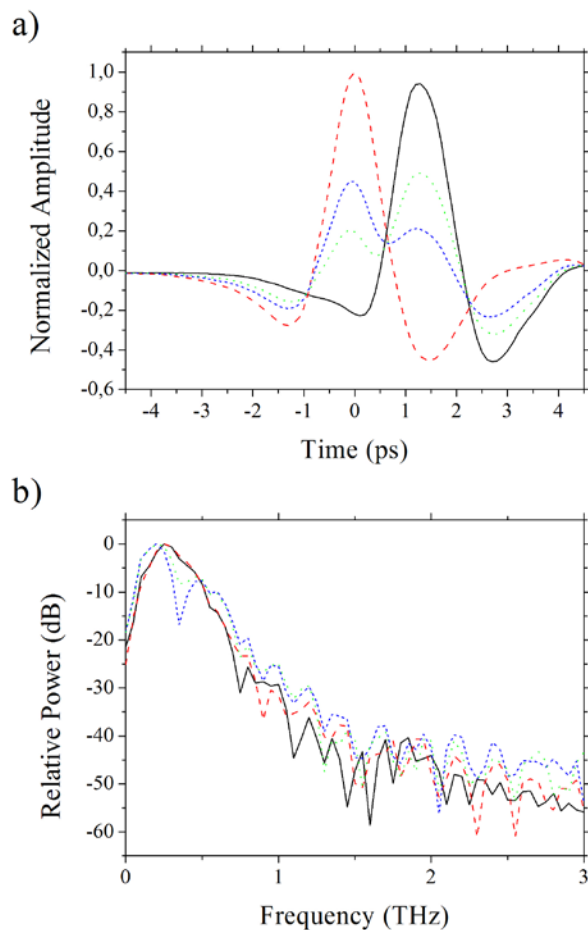 a)
1,0
0,8
0,6
0,4
0,2
0,0
-0,2
-0,4
-0,6
Normalized Amplitude
-4 -3 -2 -1 0 1 2 3 4
Time (ps)
b)
0
-10
-20
-30
-40
-50
-60
Relative Power (dB)
0 1 2 3
Frequency (THz)